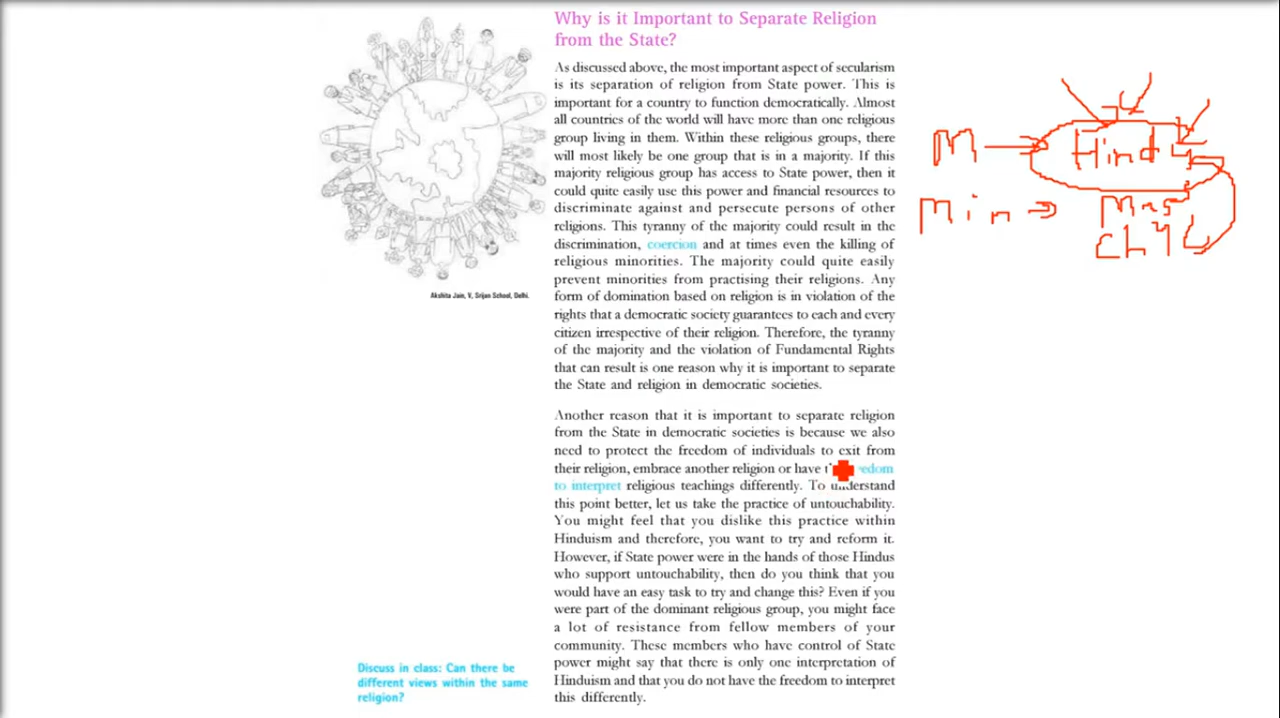 Why is it Important to Separate Religion
from the State?
As discussed above, the most important aspect of secularism
is its separation of religion from State power. This is
important for a country to function democratically. Almost
all countries of the world will have more than one religious
group living in them. Within these religious groups, there
will most likely be one group that is in a majority. If this
majority religious group has access to State power, then it
could quite easily use this power and financial resources to
discriminate against and persecute persons of other
religions. This tyranny of the majority could result in the
discrimination, coercion and at times even the killing of
religious minorities. The majority could quite easily
prevent minorities from practising their religions. Any
form of domination based on religion is in violation of the
rights that a democratic society guarantees to each and every
citizen irrespective of their religion. Therefore, the tyranny
of the majority and the violation of Fundamental Rights
that can result is one reason why it is important to separate
the State and religion in democratic societies.
Another reason that it is important to separate religion
from the State in democratic societies is because we also
need to protect the freedom of individuals to exit from
their religion, embrace another religion or have
to interpret religious teachings differently. To understand
this point better, let us take the practice of untouchability.
You might feel that you dislike this practice within
Hinduism and therefore, you want to try and reform it.
However, if State power were in the hands of those Hindus
who support untouchability, then do you think that you
would have an easy task to try and change this? Even if you
were part of the dominant religious group, you might face
a lot of resistance from fellow members of your
community. These members who have control of State
power might say that there is only one interpretation of
Hinduism and that you do not have the freedom to interpret
this differently.
Akshita Jain, V, Srijan School, Delhi.
Discuss in class: Can there be
different views within the same
religion?
M
Min